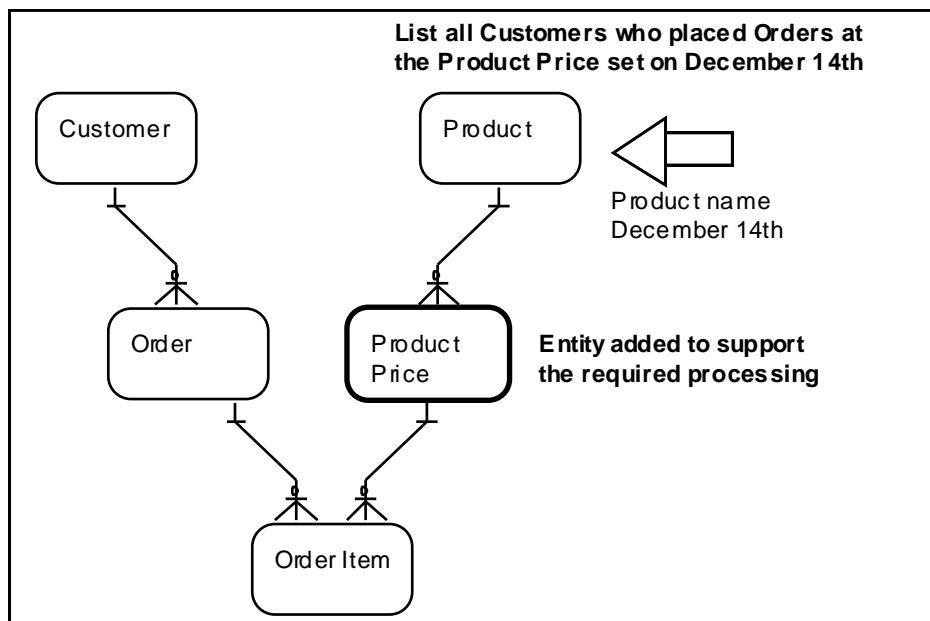 List all Customers who placed Orders at
the Product Price set on December 14th
Customer
Product
Product name
December 14th
Order
Product
Price
Entity added to support
the required processing
Order Item